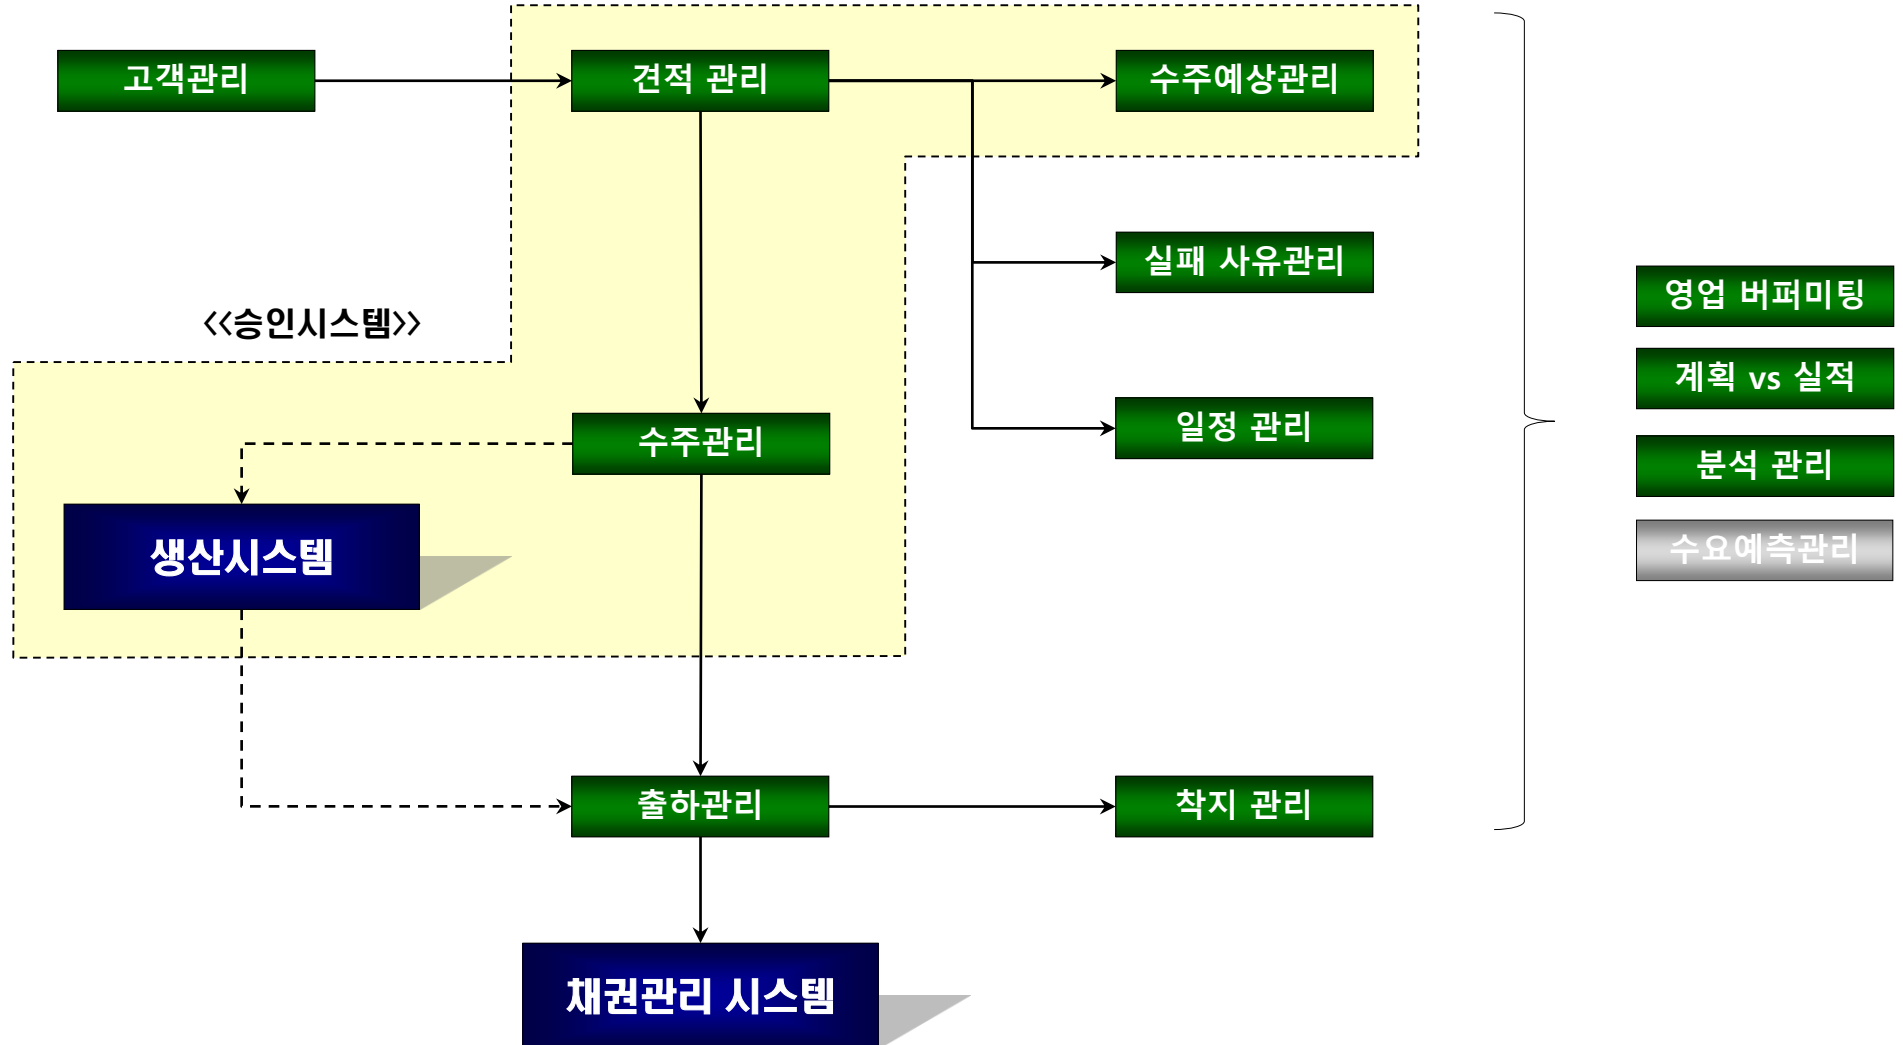 고객관리
견적 관리
수주예상관리
실패 사유관리
<<승인시스템>>
영업 버퍼미팅
계획 vs 실적
일정 관리
수주관리
분석 관리
생산시스템
수요예측관리
출하관리
착지 관리
채권관리 시스템